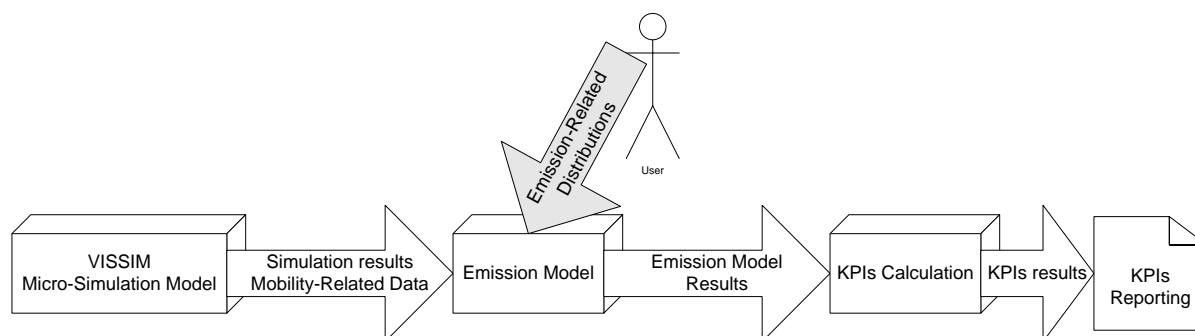 Emission-Related
Distributions
User
VISSIM
Micro-Simulation Model
Simulation results
Mobility-Related Data
Emission Model
Emission Model
Results
KPIs Calculation
KPIs results
KPIs
Reporting